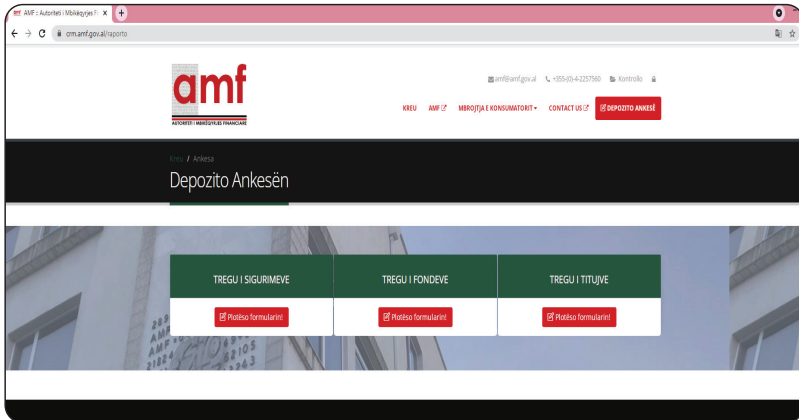 AMF :: Autoriteti i Mbikëqyrjes Fi
crm.amf.gov.al/raporto
amf
AUTORITETI I MBIKËQYRJES FINANCIARE
amf@amf.gov.al +355-(0)-4-2257560 Kontrollo
KREU AMF MBROJTJA E KONSUMATORIT CONTACT US DEPOZITO ANKESË
Kreu / Ankesa
Depozito Ankesën
TREGU I SIGURIMEVE TREGU I FONDEVE TREGU I TITUJVE
Plotëso formularin! Plotëso formularin! Plotëso formularin!